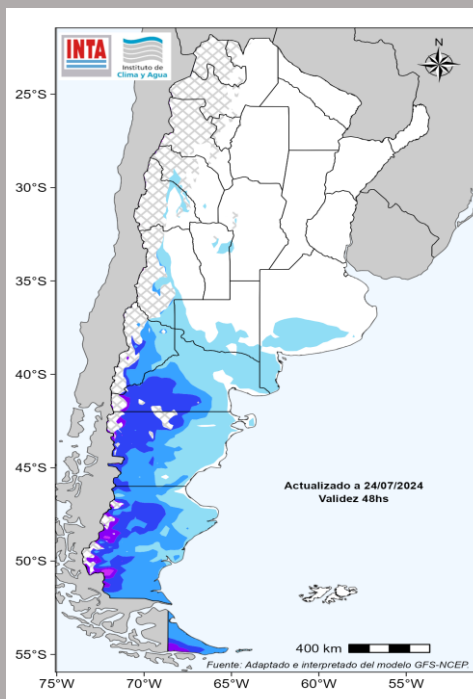 INTA
Instituto de
Clima y Agua
N
25°S
30°S
35°S
40°S
45°S
50°S
55°S
Actualizado a 24/07/2024
Validez 48hs
400 km
Fuente: Adaptado e interpretado del modelo GFS-NCEP.
75°W
70°W
65°W
60°W
55°W